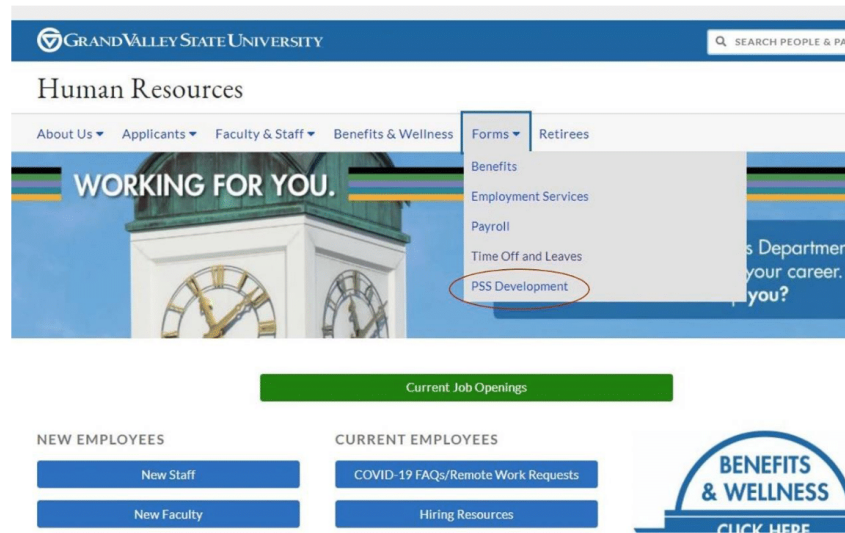 GRAND VALLEY STATE UNIVERSITY
SEARCH PEOPLE & PA
Human Resources
About Us Applicants Faculty & Staff Benefits & Wellness Forms Retirees
Benefits
Employment Services
Payroll
Time Off and Leaves
PSS Development
WORKING FOR YOU.
s Departmen
your career.
you?
Current Job Openings
NEW EMPLOYEES
New Staff
New Faculty
CURRENT EMPLOYEES
COVID-19 FAQs/Remote Work Requests
Hiring Resources
BENEFITS
& WELLNESS
CLICK HERE